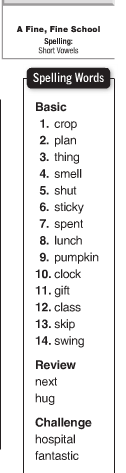 A Fine, Fine School
Spelling:
Short Vowels
Spelling Words
Basic
1. crop
2. plan
3. thing
4. smell
5. shut
6. sticky
7. spent
8. lunch
9. pumpkin
10. clock
11. gift
12. class
13. skip
14. swing
Review
next
hug
Challenge
hospital
fantastic